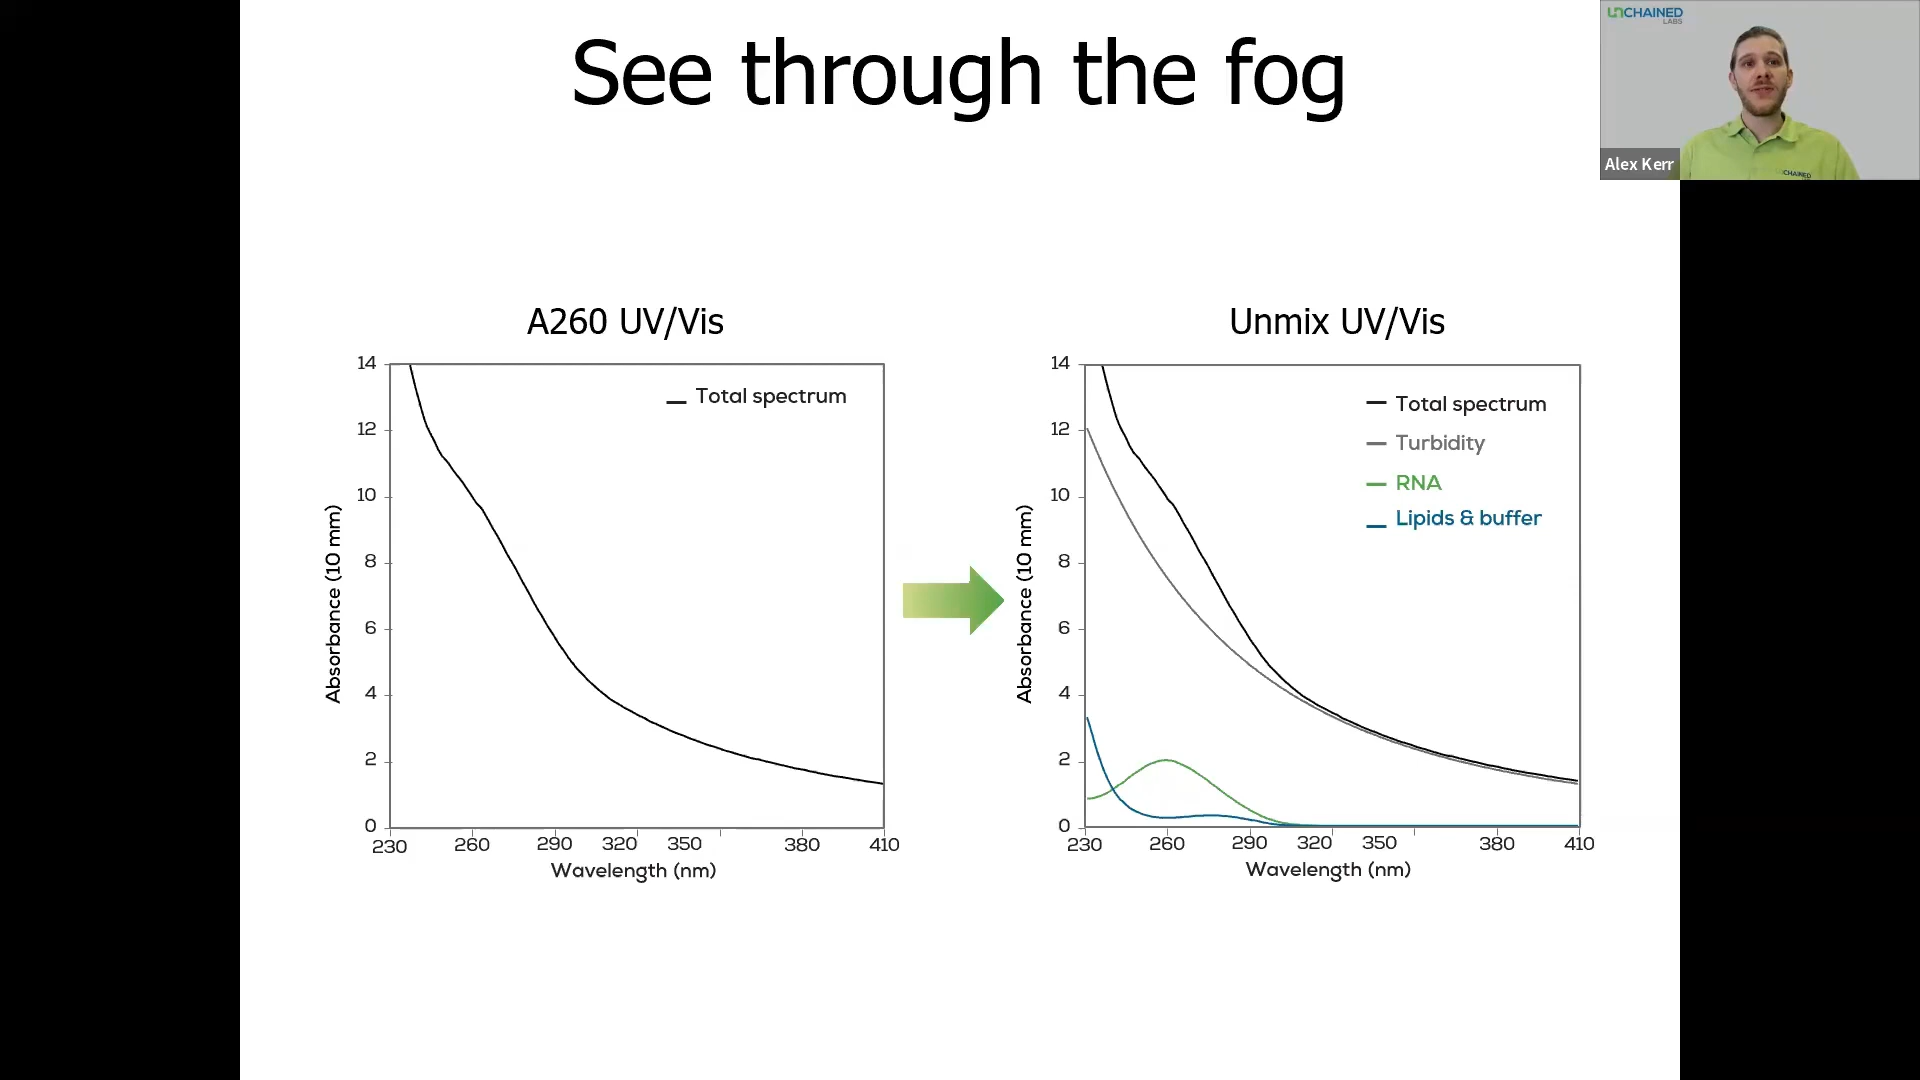 See through the fog
UNCHAINED
LABS
Alex Kerr
CHAINED
A260 UV/Vis
14
12
10
8
6
4
2
0
Absorbance (10 mm)
Total spectrum
230 260 290 320 350 380 410
Wavelength (nm)
Unmix UV/Vis
14
12
10
8
6
4
2
0
Absorbance (10 mm)
Total spectrum
Turbidity
RNA
Lipids & buffer
230 260 290 320 350 380 410
Wavelength (nm)